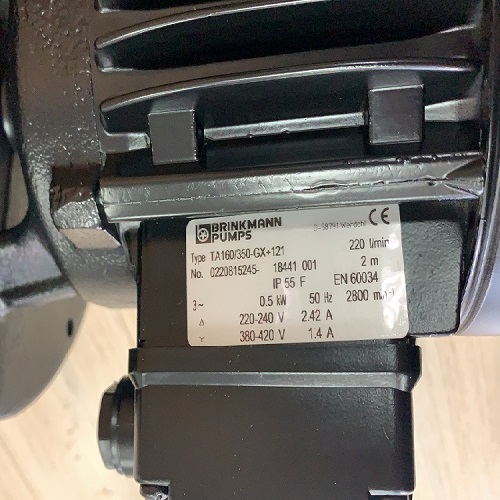 BRINKMANN
PUMPS
D-58791 Werdohl CE
Type TA160/350-GX+121 220 l/min
No. 0220815245- 18441 001 2 m
IP 55 F EN 60034
3~ 0.5 kW 50 Hz 2800 min-1
Δ 220-240 V 2.42 A
Y 380-420 V 1.4 A